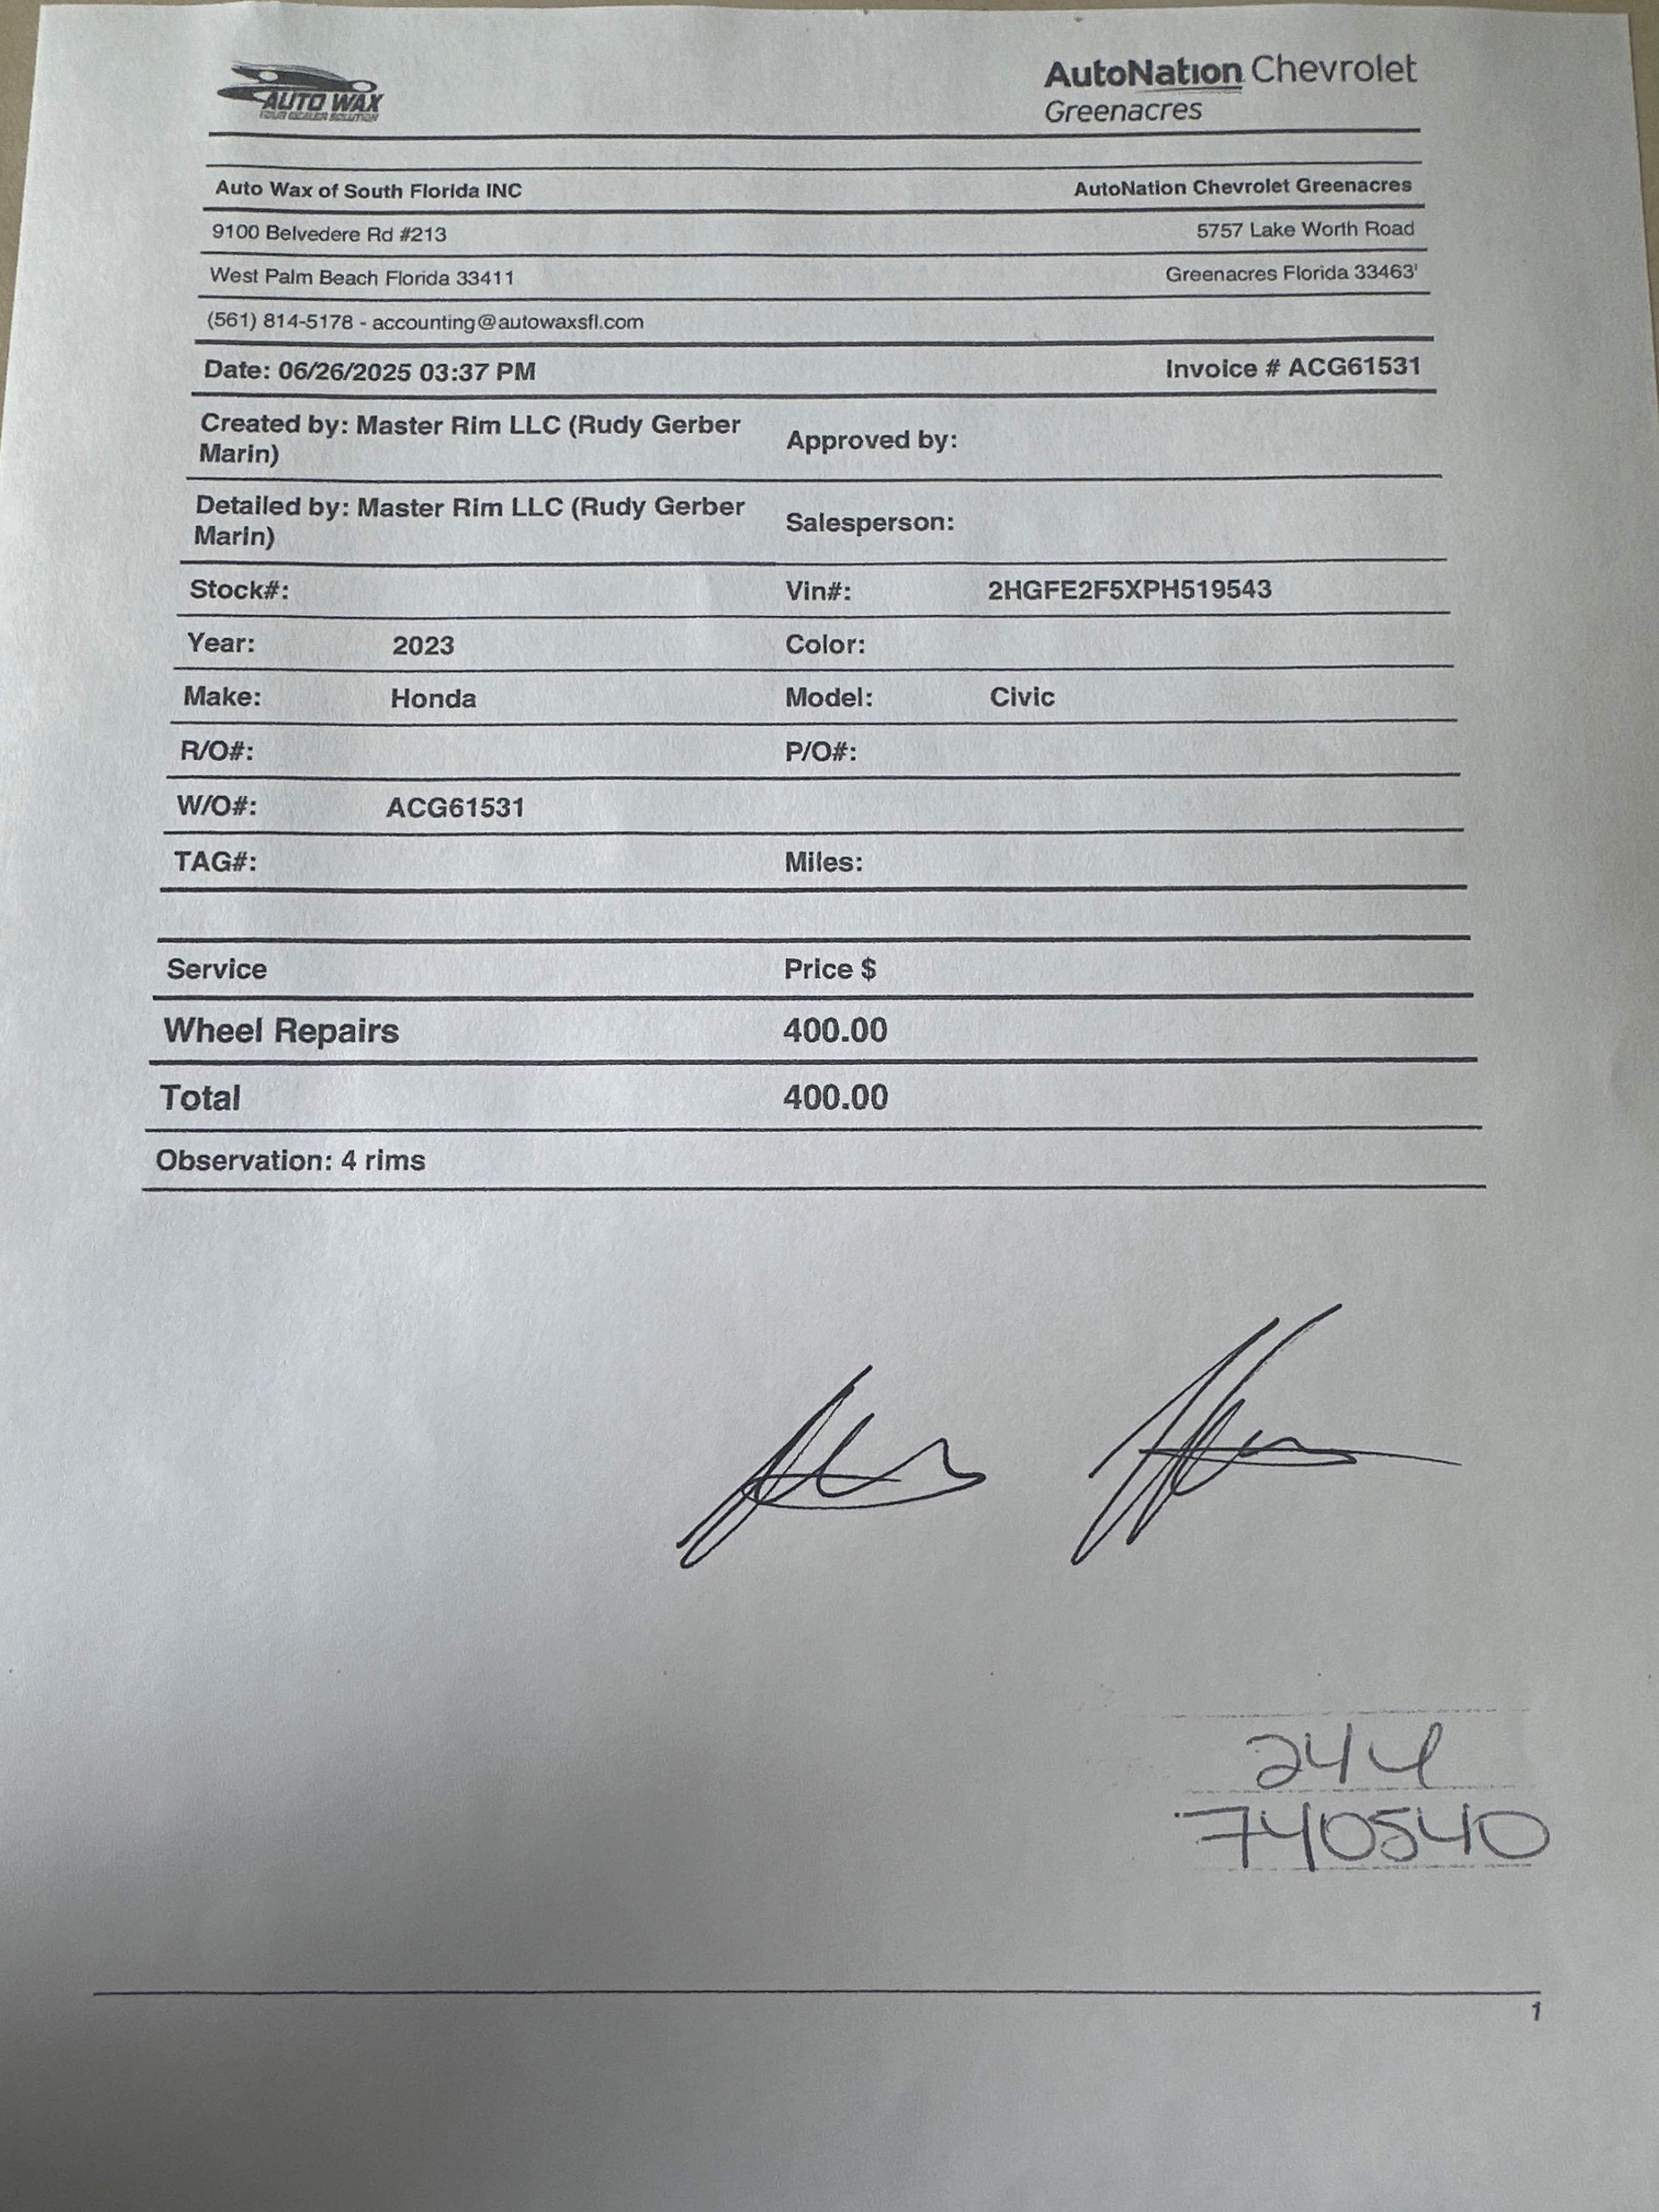 AUTO WAX
YOUR DEALER SOLUTION
AutoNation Chevrolet
Greenacres
Auto Wax of South Florida INC AutoNation Chevrolet Greenacres
9100 Belvedere Rd #213 5757 Lake Worth Road
West Palm Beach Florida 33411 Greenacres Florida 33463
(561) 814-5178 - accounting@autowaxsfl.com
Date: 06/26/2025 03:37 PM Invoice # ACG61531
Created by: Master Rim LLC (Rudy Gerber
Marin) Approved by:
Detailed by: Master Rim LLC (Rudy Gerber
Marin) Salesperson:
Stock#: Vin#: 2HGFE2F5XPH519543
Year: 2023 Color:
Make: Honda Model: Civic
R/O#: P/O#:
W/O#: ACG61531
TAG#: Miles:
Service Price $
Wheel Repairs 400.00
Total 400.00
Observation: 4 rims
244
740540
1